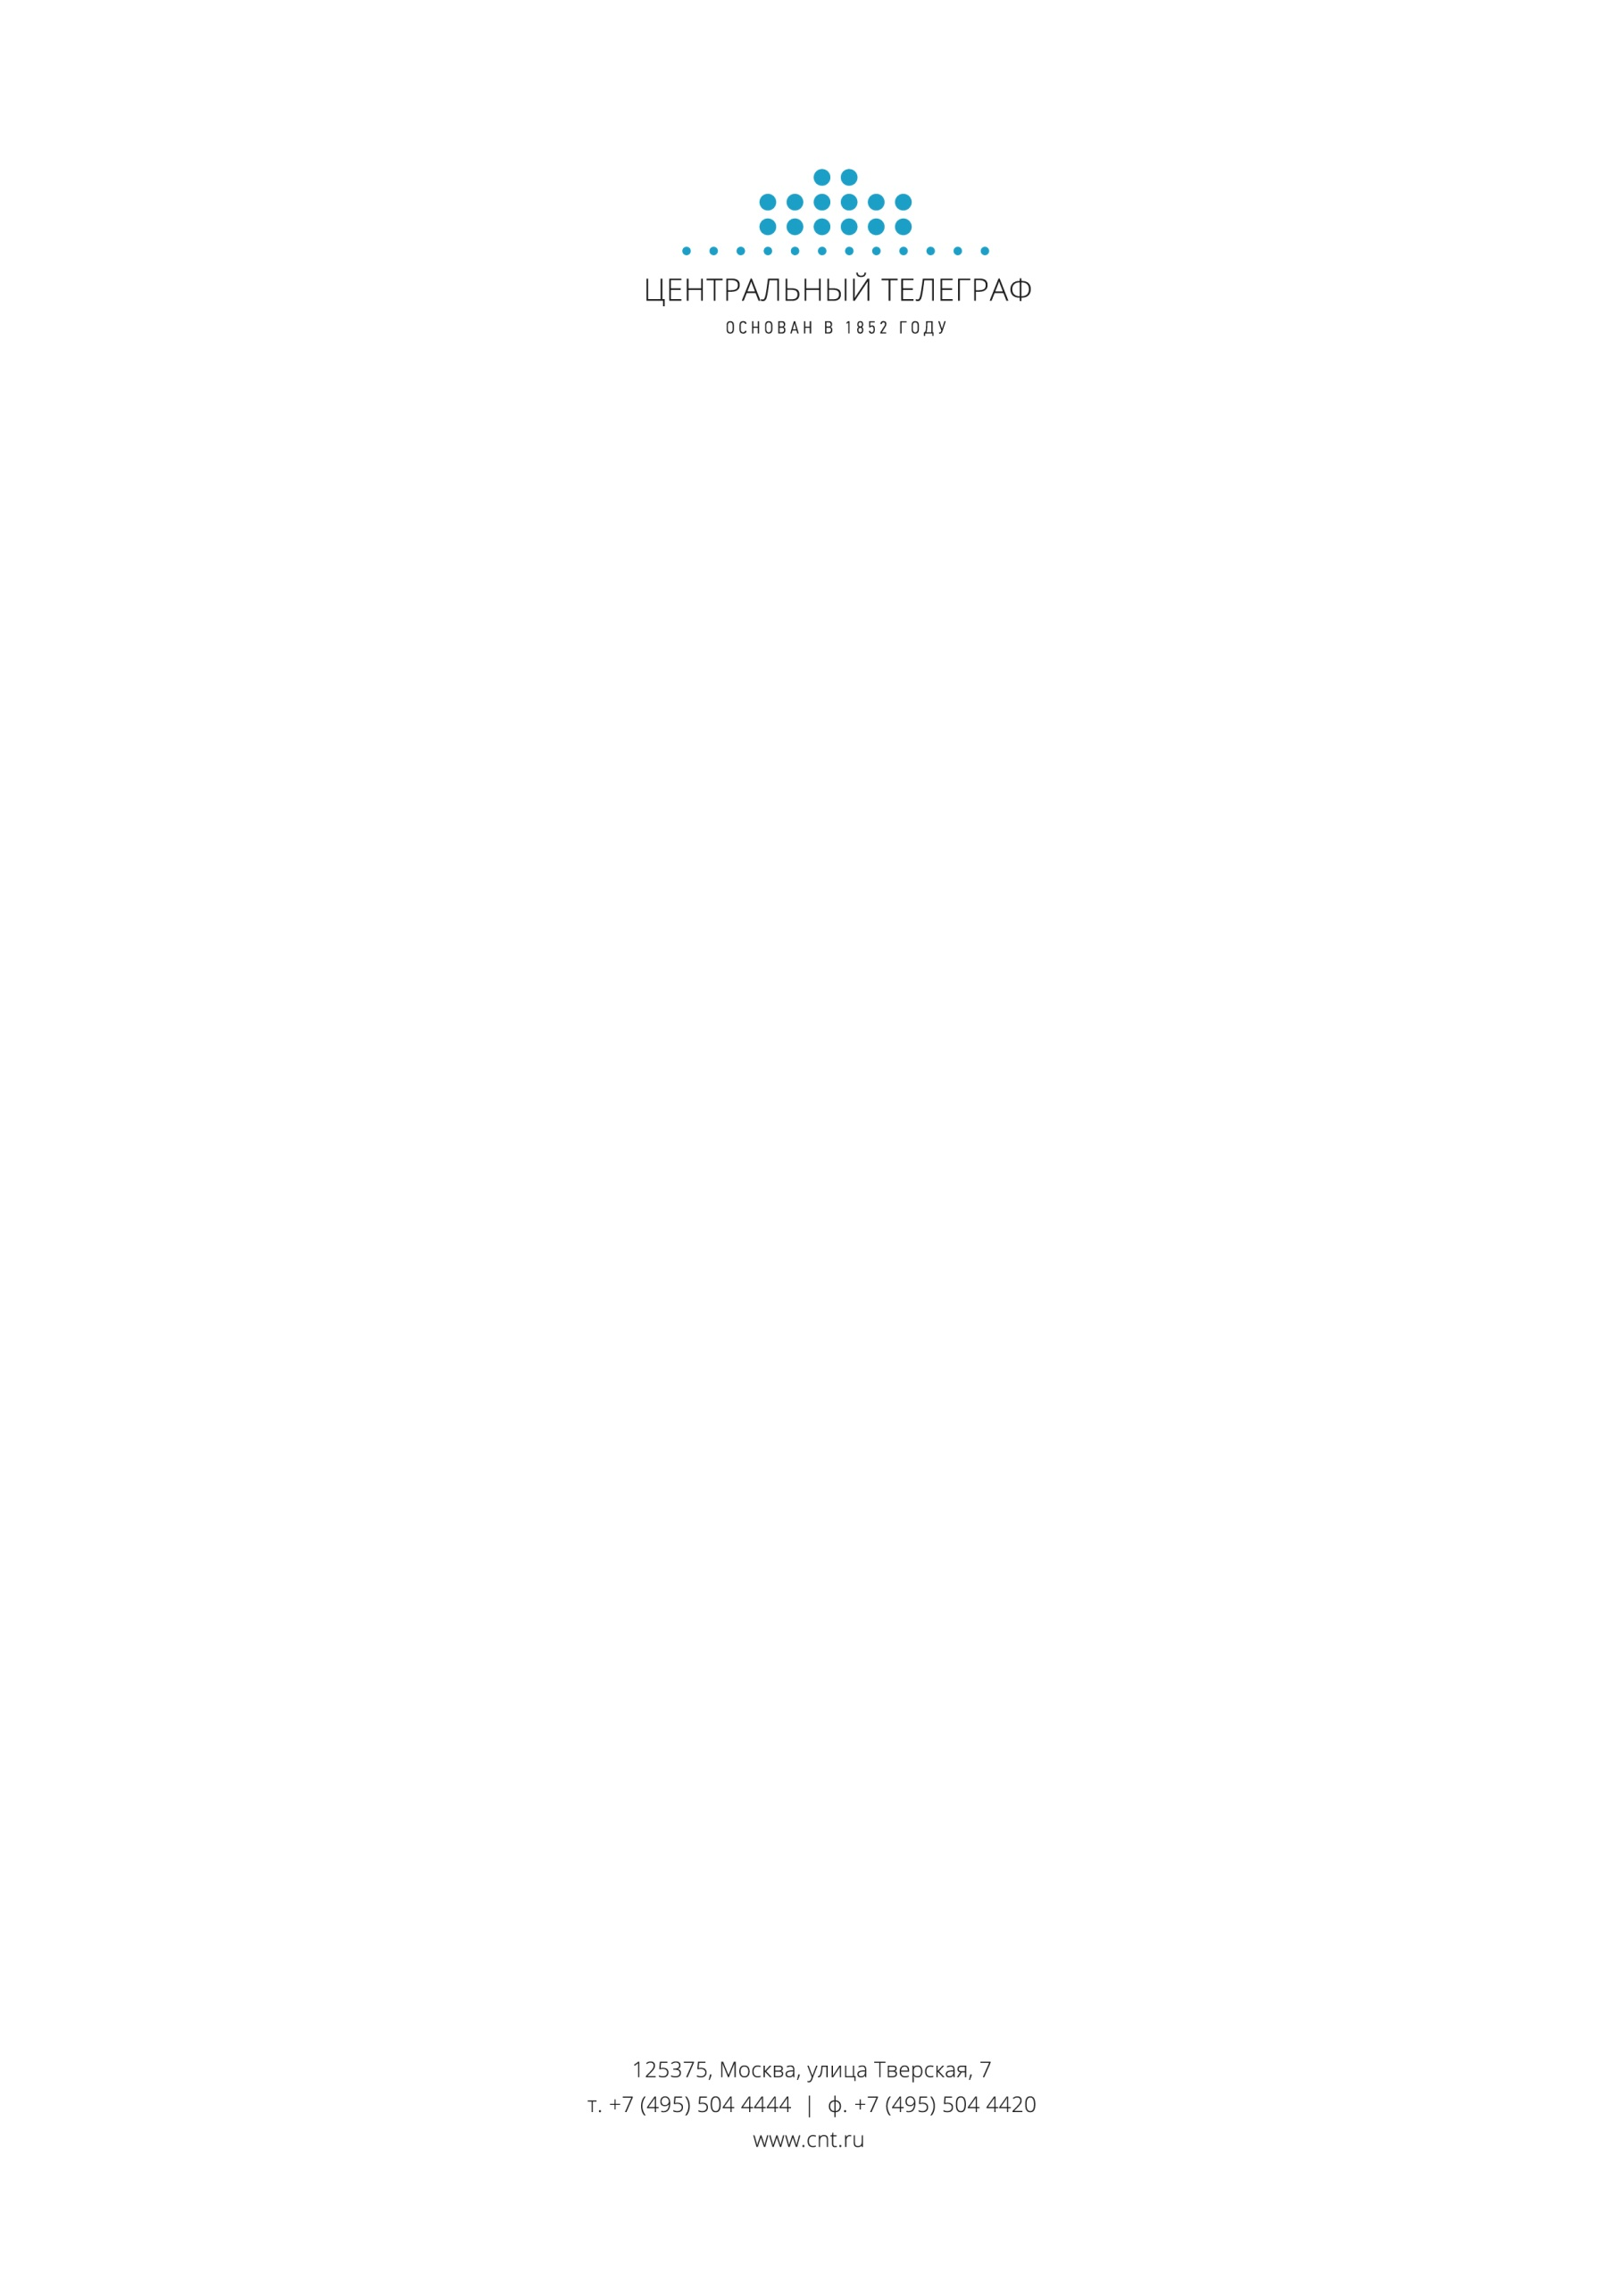 ЦЕНТРАЛЬНЫЙ ТЕЛЕГРАФ
ОСНОВАН В 1852 ГОДУ
125375, Москва, улица Тверская, 7
т. +7 (495) 504 4444 | ф. +7 (495) 504 4420
www.cnt.ru